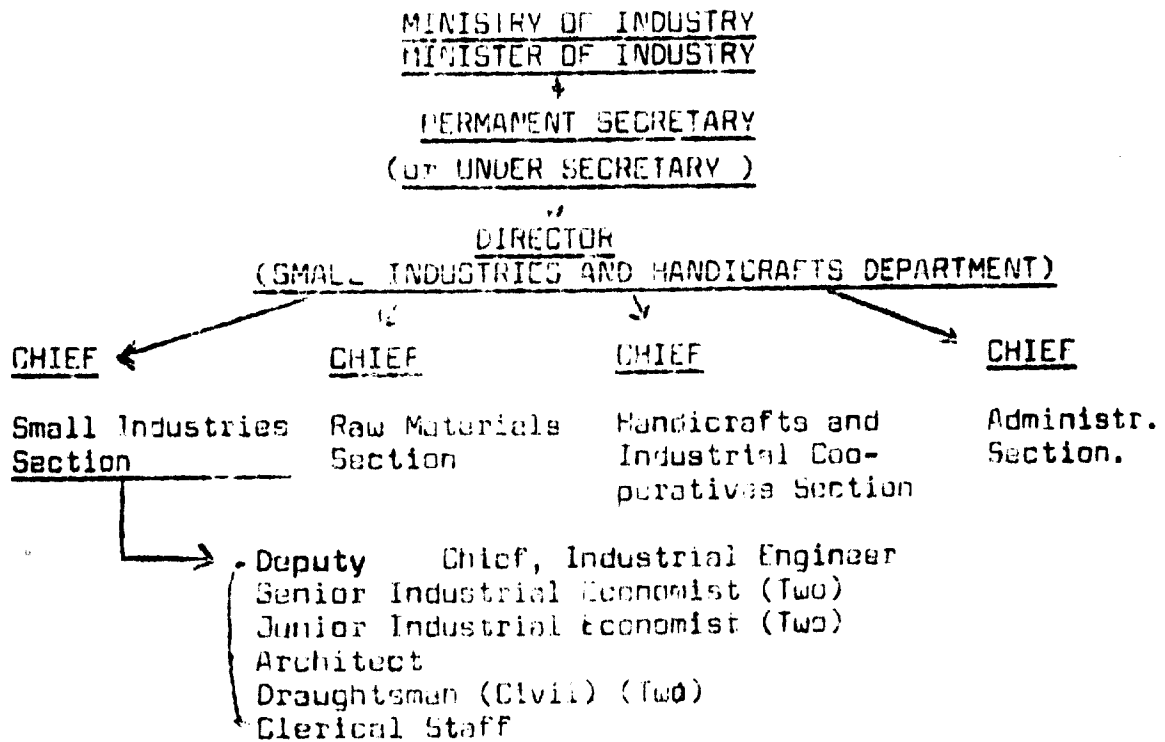 MINISTRY OF INDUSTRY
MINISTER OF INDUSTRY
PERMANENT SECRETARY
(or UNDER SECRETARY )
DIRECTOR
(SMALL INDUSTRIES AND HANDICRAFTS DEPARTMENT)
CHIEF CHIEF CHIEF CHIEF
Small Industries Raw Materials Handicrafts and Administr.
Section Section Industrial Coo- Section.
peratives Section
Deputy Chief, Industrial Engineer
Senior Industrial Economist (Two)
Junior Industrial Economist (Two)
Architect
Draughtsman (Civil) (Two)
Clerical Staff